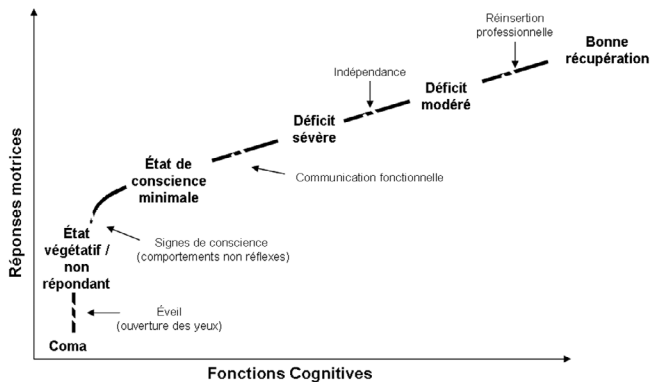 Réinsertion
professionnelle
Bonne
récupération
Indépendance
Déficit
modéré
Déficit
sévère
État de
conscience
minimale
Communication fonctionnelle
État
végétatif /
non
répondant
Signes de conscience
(comportements non réflexes)
Éveil
(ouverture des yeux)
Coma
Réponses motrices
Fonctions Cognitives